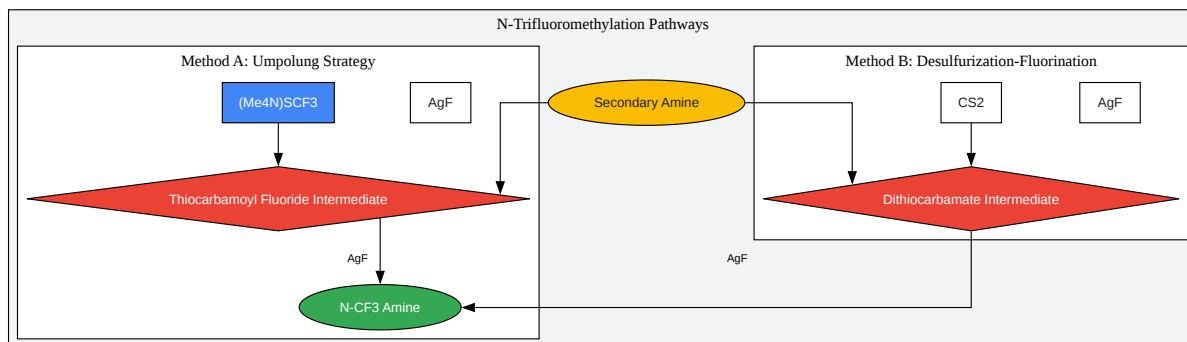 N-Trifluoromethylation Pathways
Method A: Umpolung Strategy
Method B: Desulfurization-Fluorination
(Me4N)SCF3
AgF
Secondary Amine
CS2
AgF
Thiocarbamoyl Fluoride Intermediate
Dithiocarbamate Intermediate
AgF
AgF
N-CF3 Amine